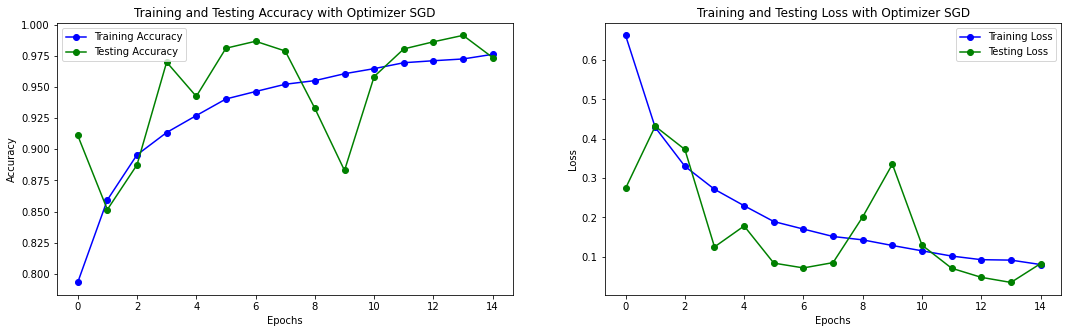 Training and Testing Accuracy with Optimizer SGD
1.000
0.975
0.950
0.925
0.900
0.875
0.850
0.825
0.800
Accuracy
Training Accuracy
Testing Accuracy
0 2 4 6 8 10 12 14
Epochs
Training and Testing Loss with Optimizer SGD
0.6
0.5
0.4
0.3
0.2
0.1
Loss
Training Loss
Testing Loss
0 2 4 6 8 10 12 14
Epochs